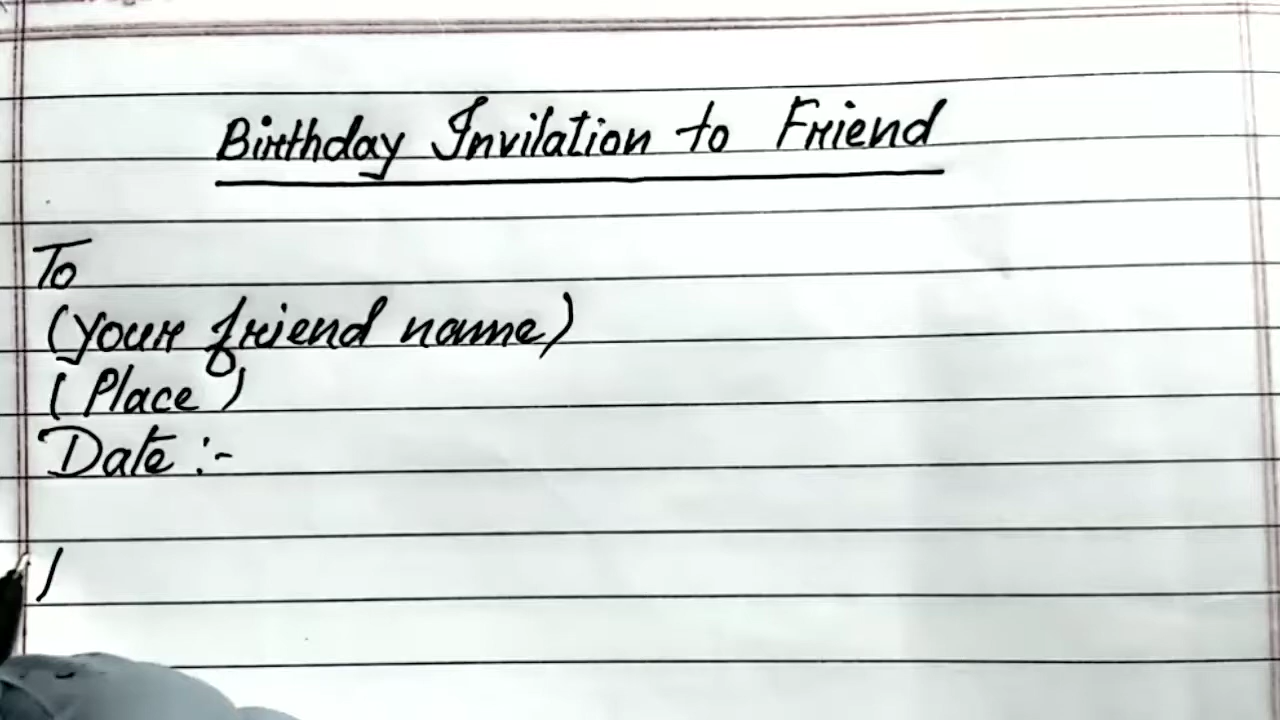 Birthday Invilation to Friend
To
(your friend name)
(Place)
Date :-